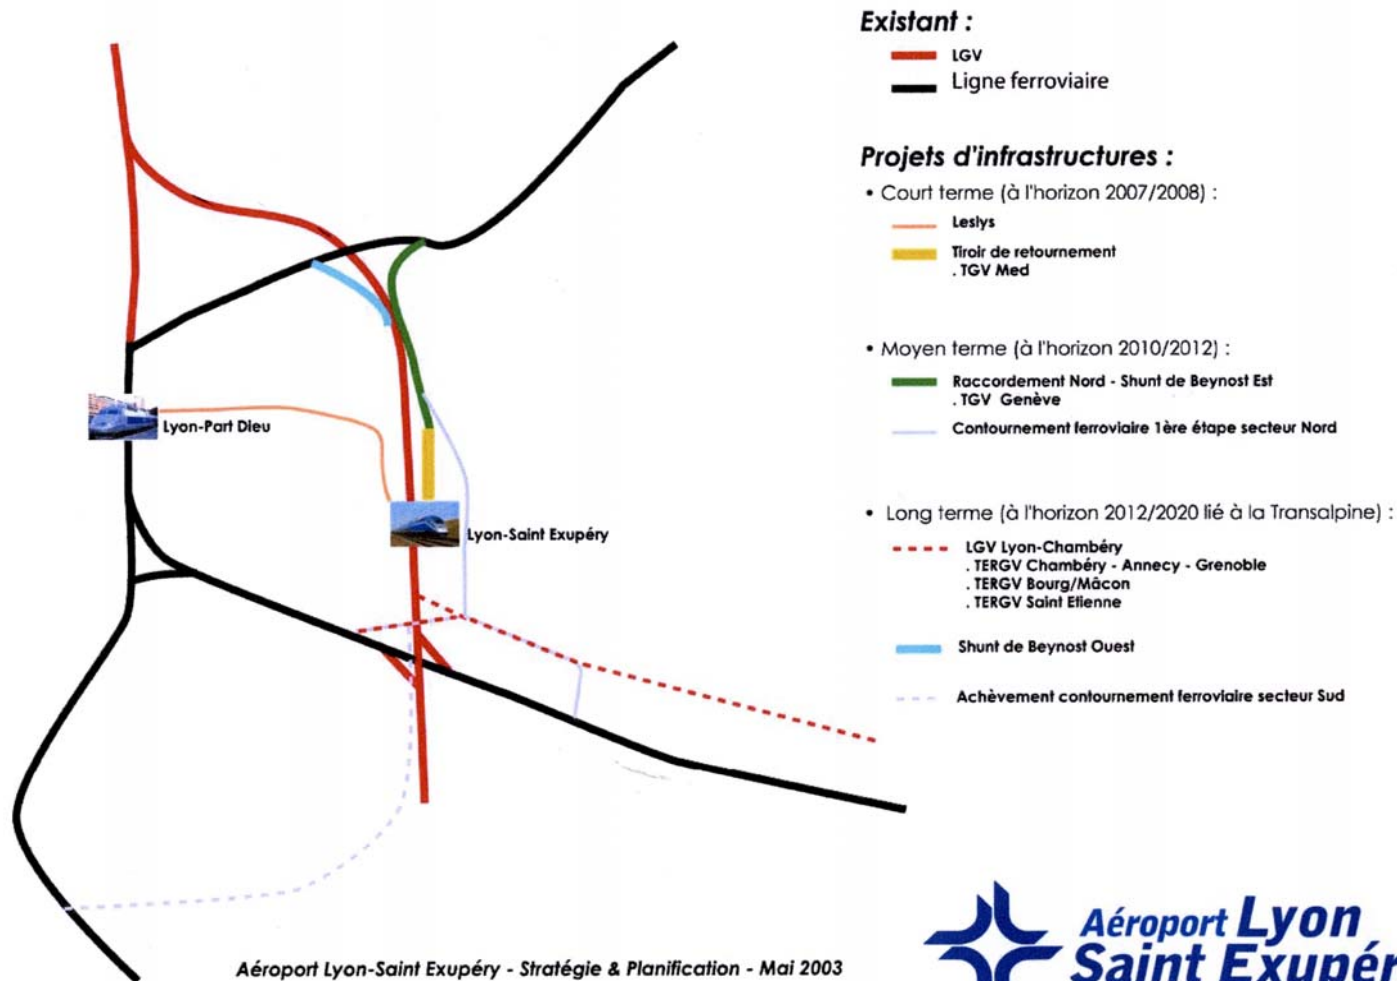 Existant :
LGV
Ligne ferroviaire
Projets d'infrastructures :
• Court terme (à l'horizon 2007/2008) :
Leslys
Tiroir de retournement
. TGV Med
• Moyen terme (à l'horizon 2010/2012) :
Raccordement Nord - Shunt de Beynost Est
. TGV Genève
Contournement ferroviaire 1ère étape secteur Nord
• Long terme (à l'horizon 2012/2020 lié à la Transalpine) :
LGV Lyon-Chambéry
. TERGV Chambéry - Annecy - Grenoble
. TERGV Bourg/Mâcon
. TERGV Saint Etienne
Shunt de Beynost Ouest
Achèvement contournement ferroviaire secteur Sud
Lyon-Part Dieu
Lyon-Saint Exupéry
Aéroport Lyon-Saint Exupéry - Stratégie & Planification - Mai 2003
Aéroport Lyon
Saint Exupér